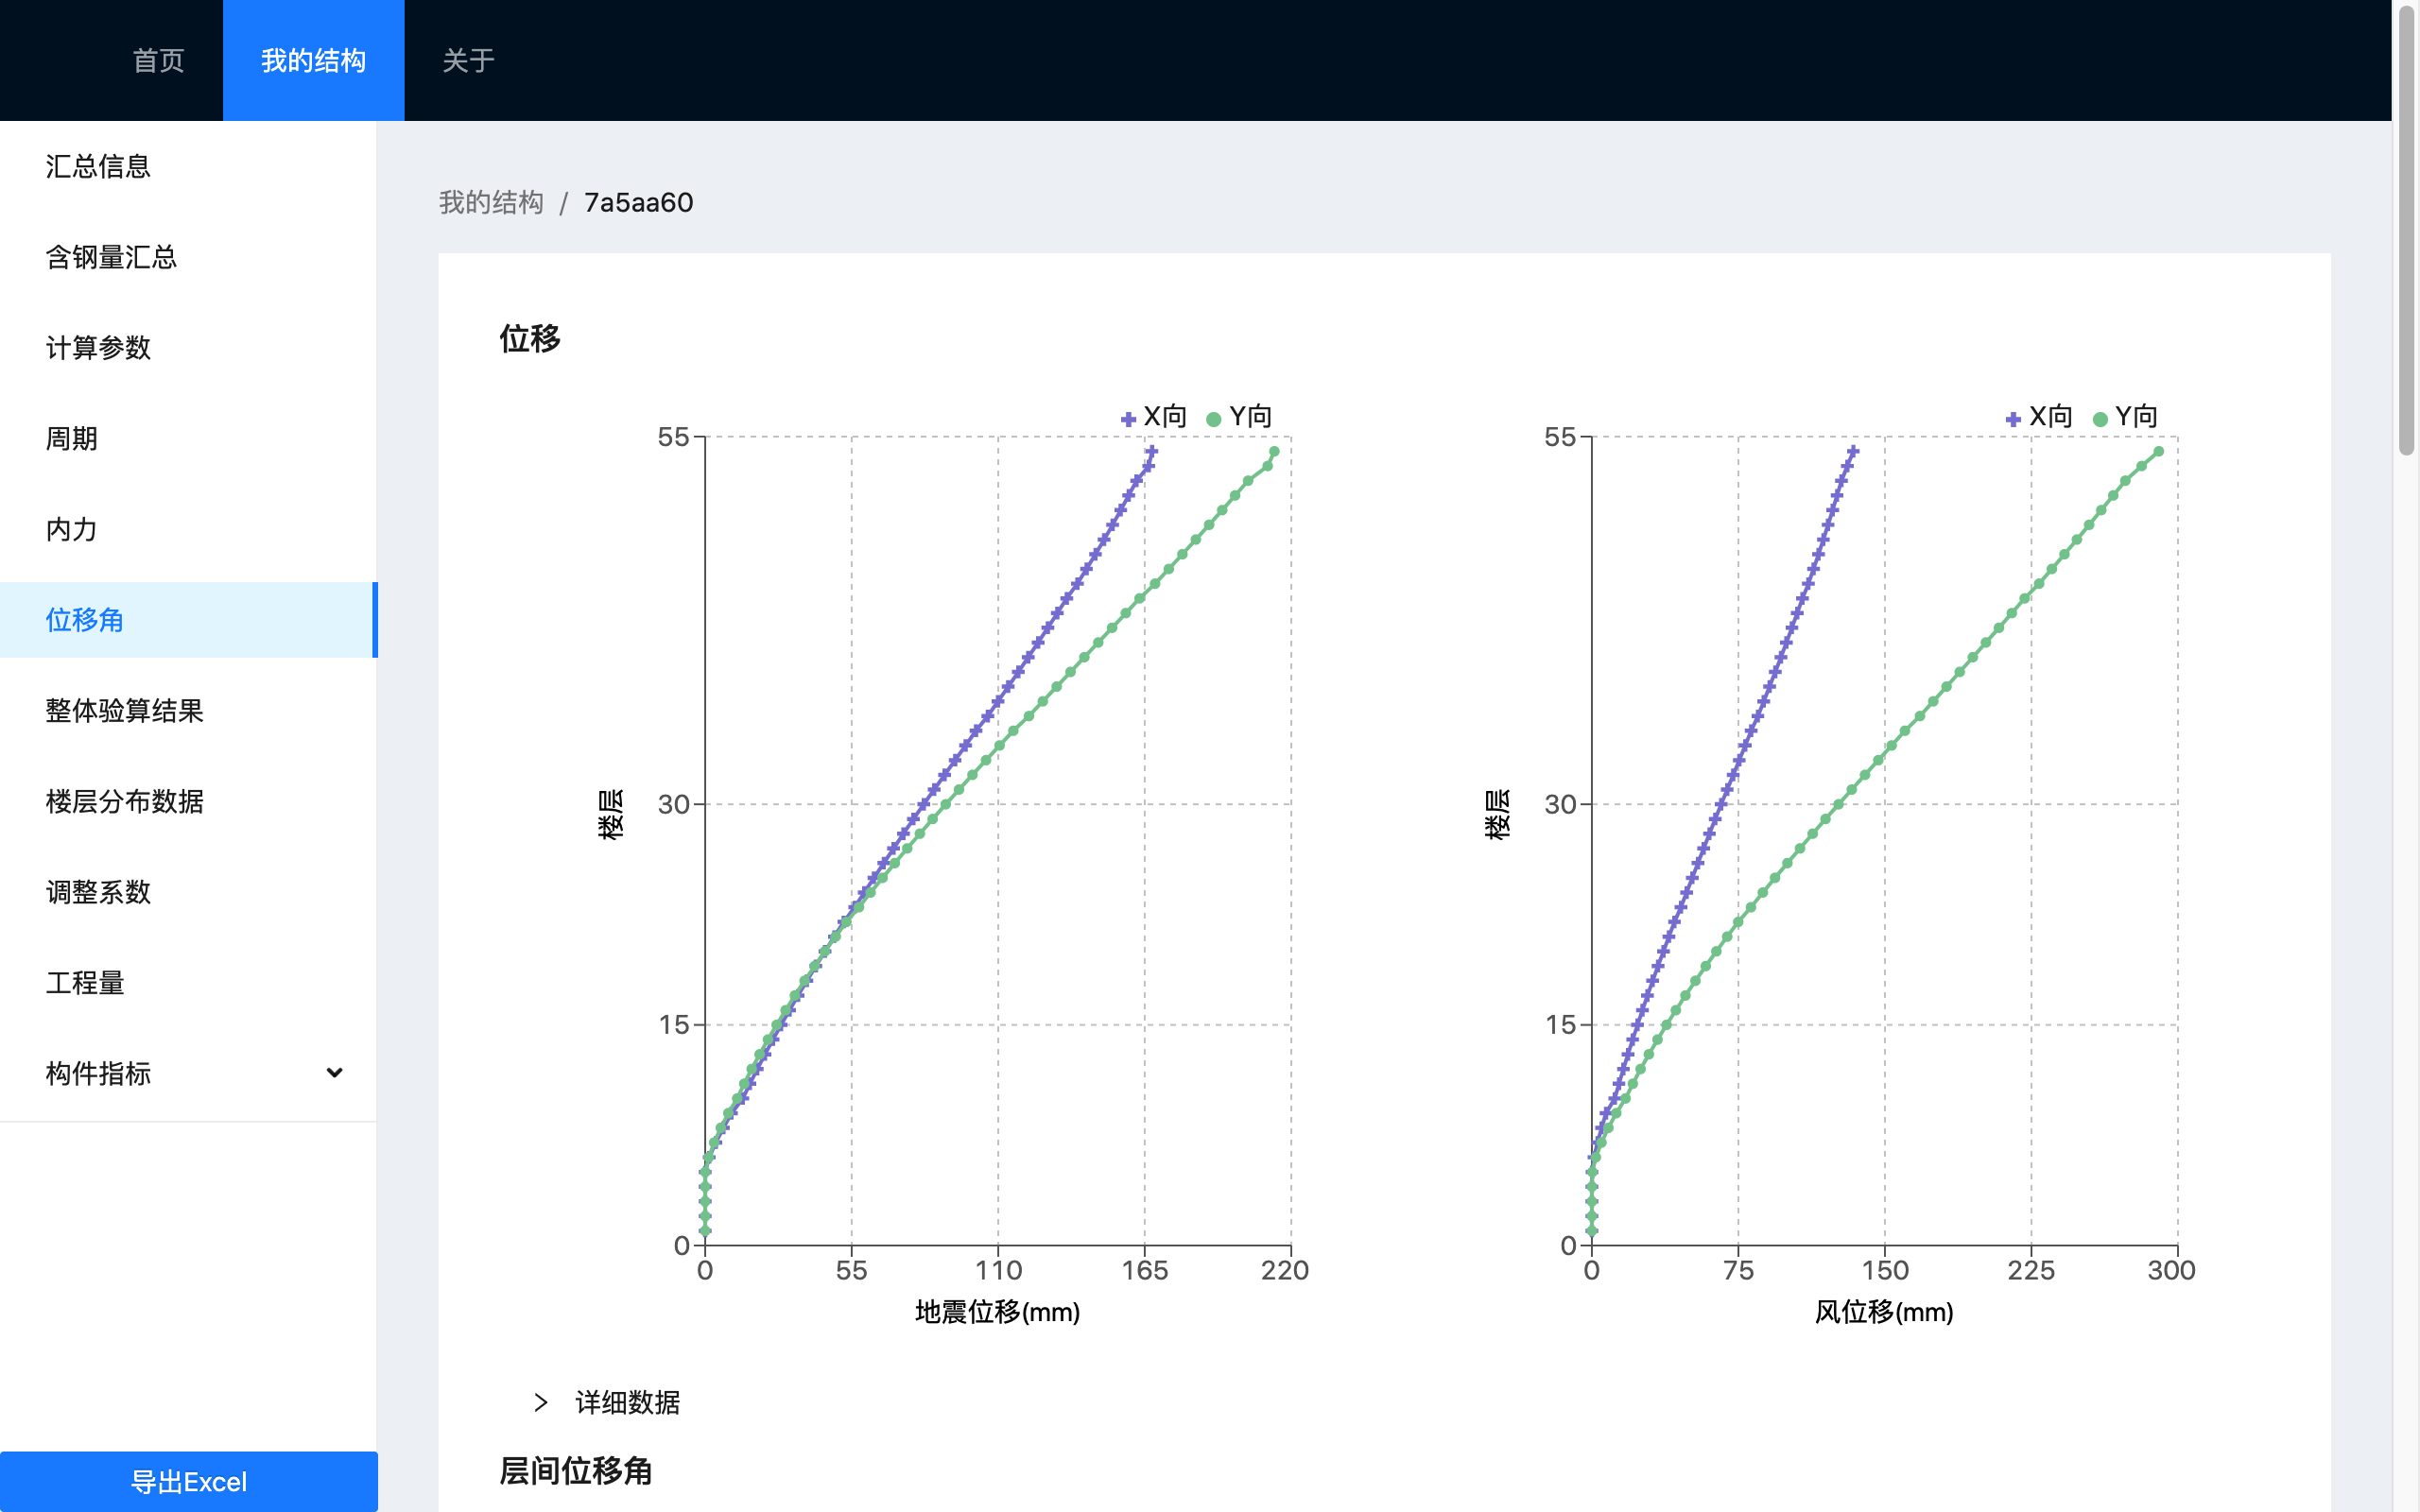 首页 我的结构 关于
汇总信息
含钢量汇总
计算参数
周期
内力
位移角
整体验算结果
楼层分布数据
调整系数
工程量
构件指标
导出Excel
我的结构 / 7a5aa60
位移
X向 Y向
55
30
15
0
楼层
0 55 110 165 220
地震位移(mm)
X向 Y向
55
30
15
0
楼层
0 75 150 225 300
风位移(mm)
详细数据
层间位移角